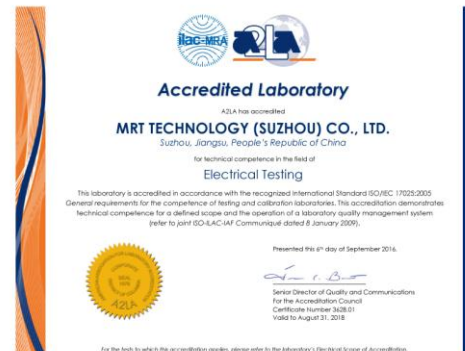 ilac-MRA
A2LA
Accredited Laboratory
A2LA has accredited
MRT TECHNOLOGY (SUZHOU) CO., LTD.
Suzhou, Jiangsu, People's Republic of China
for technical competence in the field of
Electrical Testing
This laboratory is accredited in accordance with the recognized International Standard ISO/IEC 17025:2005
General requirements for the competence of testing and calibration laboratories. This accreditation demonstrates
technical competence for a defined scope and the operation of a laboratory quality management system
(refer to joint ISO-ILAC-IAF Communiqué dated 8 January 2009).
Presented this 6th day of September 2016.
Senior Director of Quality and Communications
For the Accreditation Council
Certificate Number 3628.01
Valid to August 31, 2018
CORPORATE
SEAL
1978
A2LA
For the tests to which this accreditation applies, please refer to the laboratory's Electrical Scope of Accreditation.